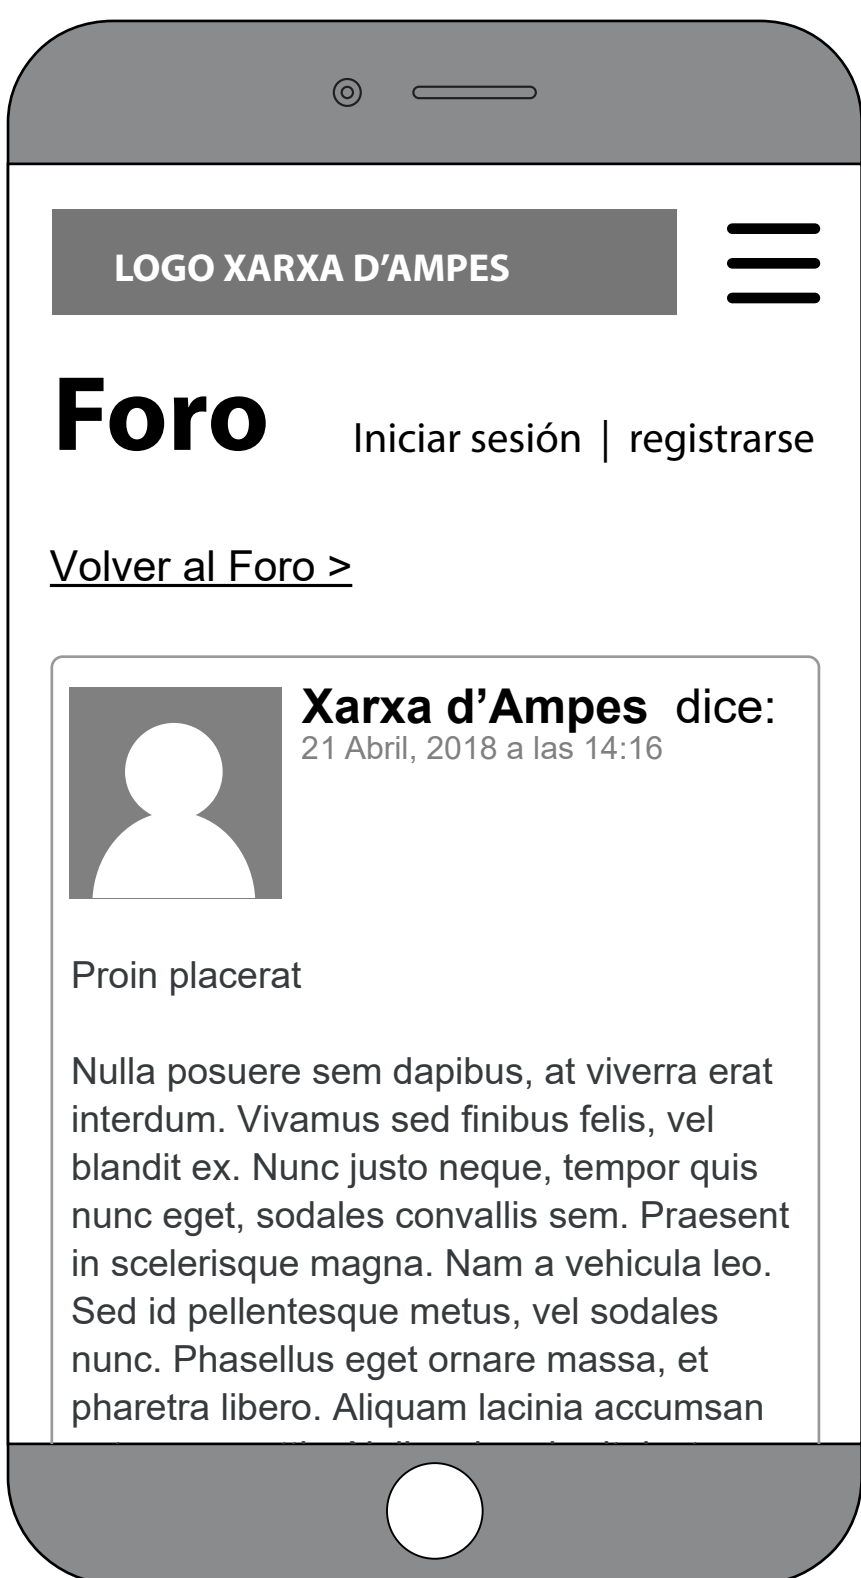 LOGO XARXA D’AMPES
Foro
Iniciar sesión | registrarse
Volver al Foro >
Xarxa d’Ampes dice:
21 Abril, 2018 a las 14:16
Proin placerat
Nulla posuere sem dapibus, at viverra erat
interdum. Vivamus sed finibus felis, vel
blandit ex. Nunc justo neque, tempor quis
nunc eget, sodales convallis sem. Praesent
in scelerisque magna. Nam a vehicula leo.
Sed id pellentesque metus, vel sodales
nunc. Phasellus eget ornare massa, et
pharetra libero. Aliquam lacinia accumsan